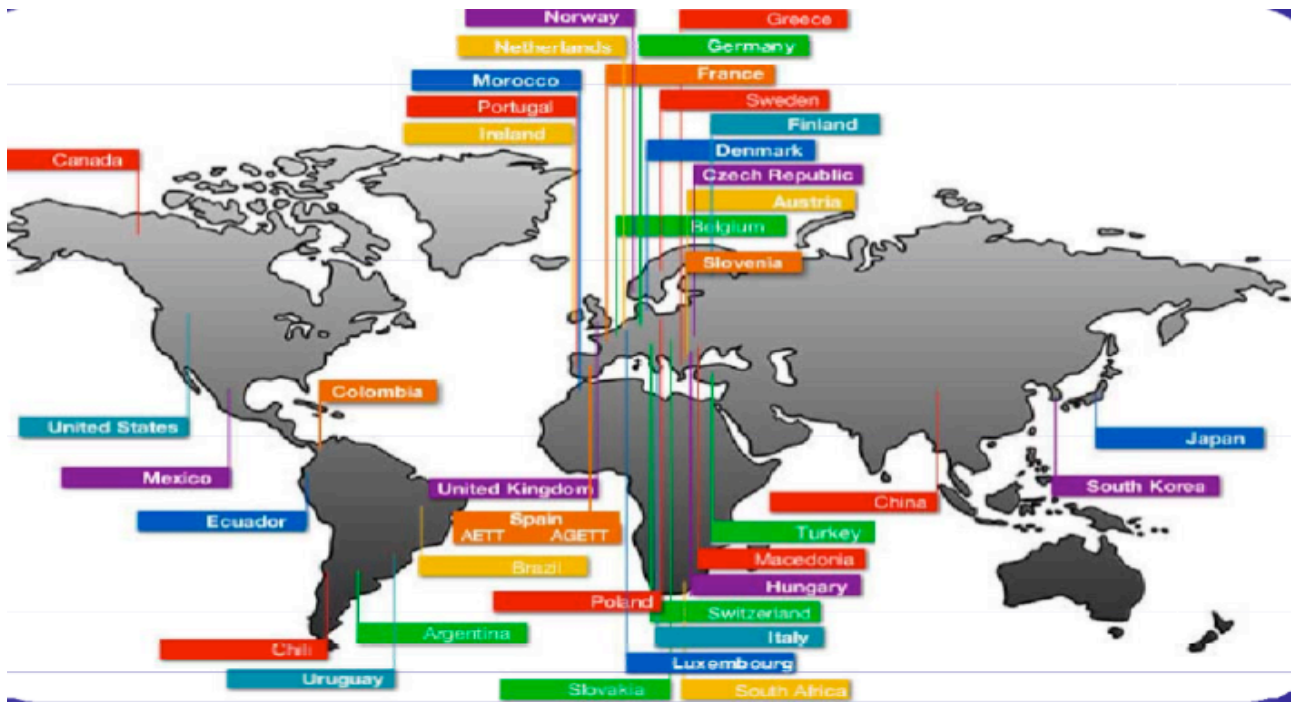 Norway
Greece
Netherlands
Germany
Morocco
France
Portugal
Sweden
Ireland
Finland
Canada
Denmark
Czech Republic
Austria
Belgium
Slovenia
Colombia
United States
Japan
Mexico
United Kingdom
South Korea
Ecuador
Spain
AETT AGETT
China
Turkey
Brazil
Macedonia
Hungary
Poland
Switzerland
Argentina
Italy
Chili
Luxembourg
Uruguay
Slovakia
South Africa